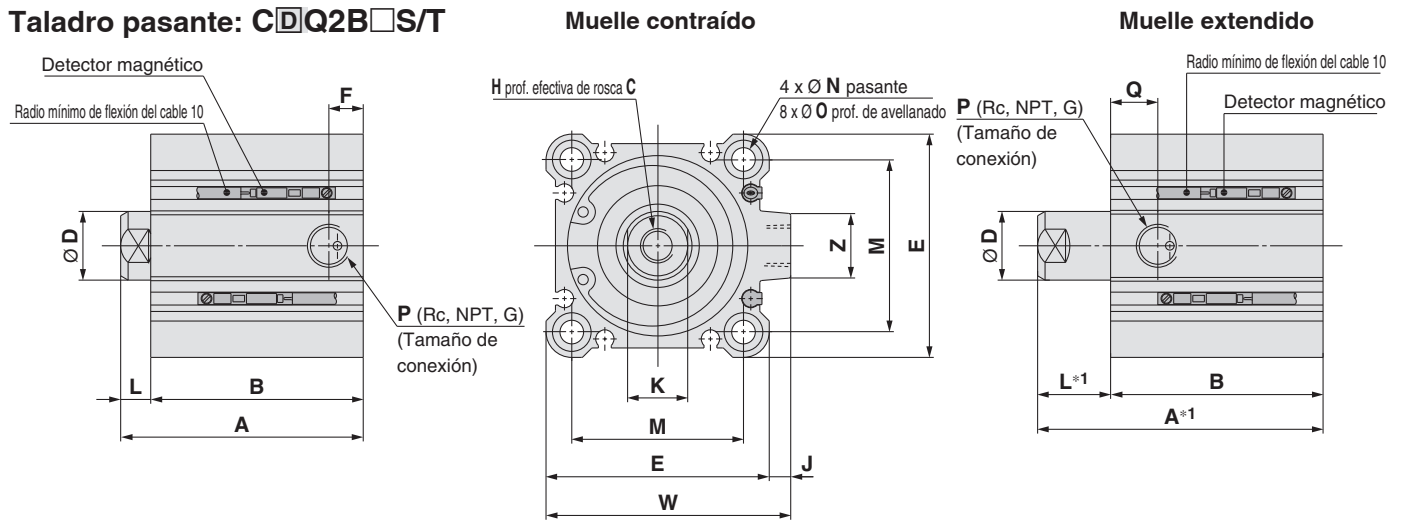 Taladro pasante: CDQ2B□S/T
Muelle contraído
Muelle extendido
Detector magnético
Radio mínimo de flexión del cable 10
F
Ø D
P (Rc, NPT, G)
(Tamaño de
conexión)
L
B
A
H prof. efectiva de rosca C
4 x Ø N pasante
8 x Ø O prof. de avellanado
Z
M
E
K
M
E
J
W
Radio mínimo de flexión del cable 10
Q
Detector magnético
P (Rc, NPT, G)
(Tamaño de
conexión)
Ø D
L*1
B
A*1